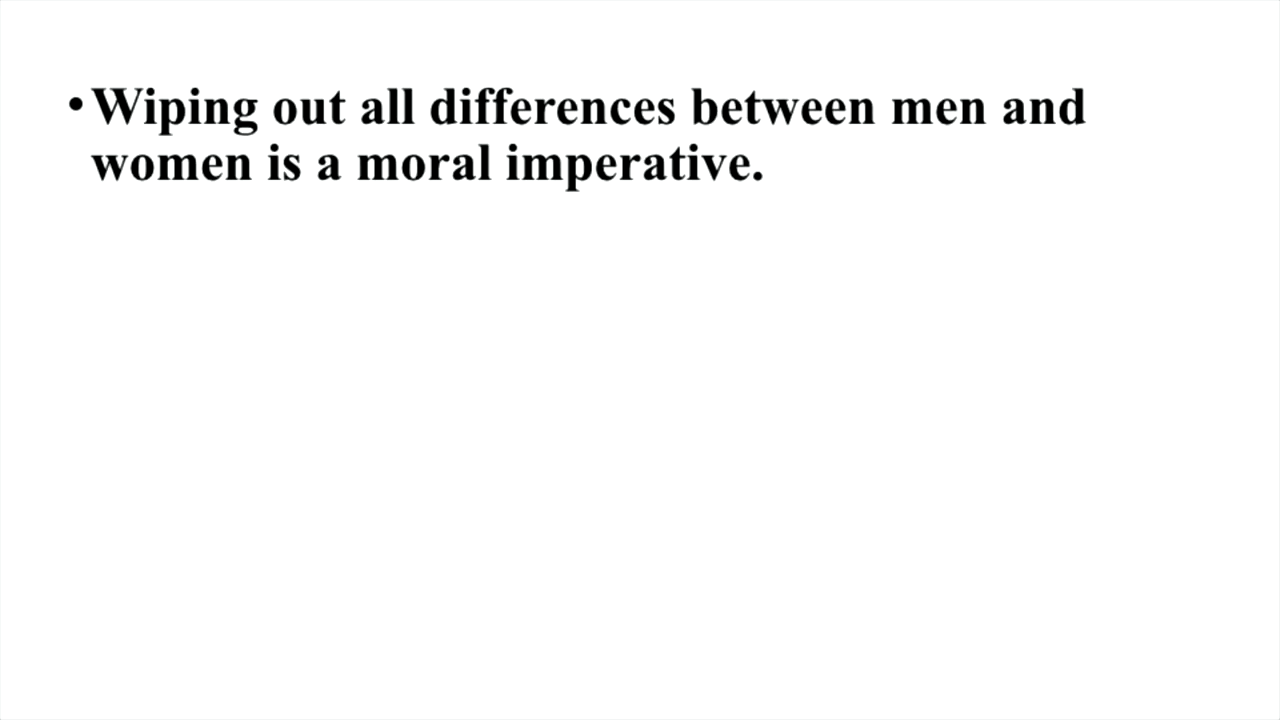 • Wiping out all differences between men and
women is a moral imperative.